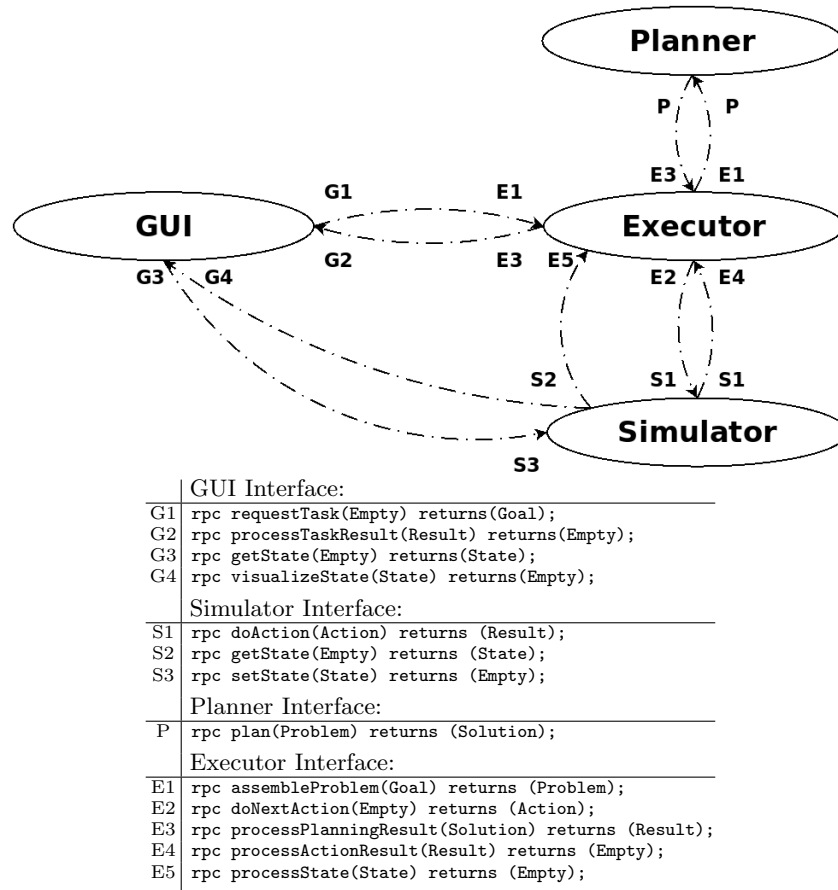 Planner
P P
E3 E1
G1 E1
GUI Executor
G2 E3 E5
G3 G4 E2 E4
S2 S1 S1
Simulator
S3
GUI Interface:
G1 rpc requestTask(Empty) returns(Goal);
G2 rpc processTaskResult(Result) returns(Empty);
G3 rpc getState(Empty) returns(State);
G4 rpc visualizeState(State) returns(Empty);
Simulator Interface:
S1 rpc doAction(Action) returns (Result);
S2 rpc getState(Empty) returns (State);
S3 rpc setState(State) returns (Empty);
Planner Interface:
P rpc plan(Problem) returns (Solution);
Executor Interface:
E1 rpc assembleProblem(Goal) returns (Problem);
E2 rpc doNextAction(Empty) returns (Action);
E3 rpc processPlanningResult(Solution) returns (Result);
E4 rpc processActionResult(Result) returns (Empty);
E5 rpc processState(State) returns (Empty);